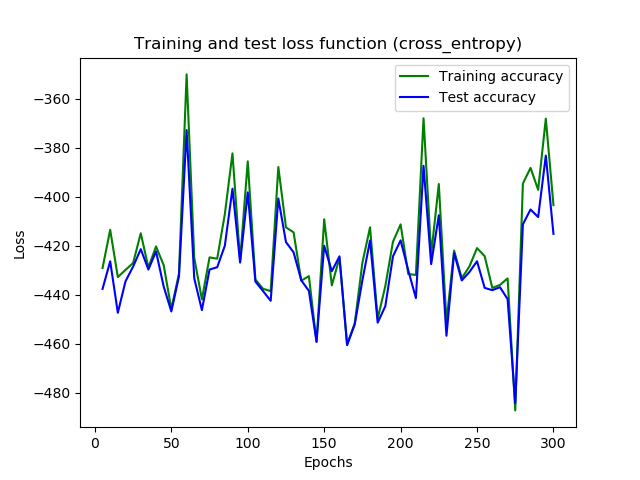 Training and test loss function (cross_entropy)
Training accuracy
Test accuracy
Loss
−360
−380
−400
−420
−440
−460
−480
0 50 100 150 200 250 300
Epochs